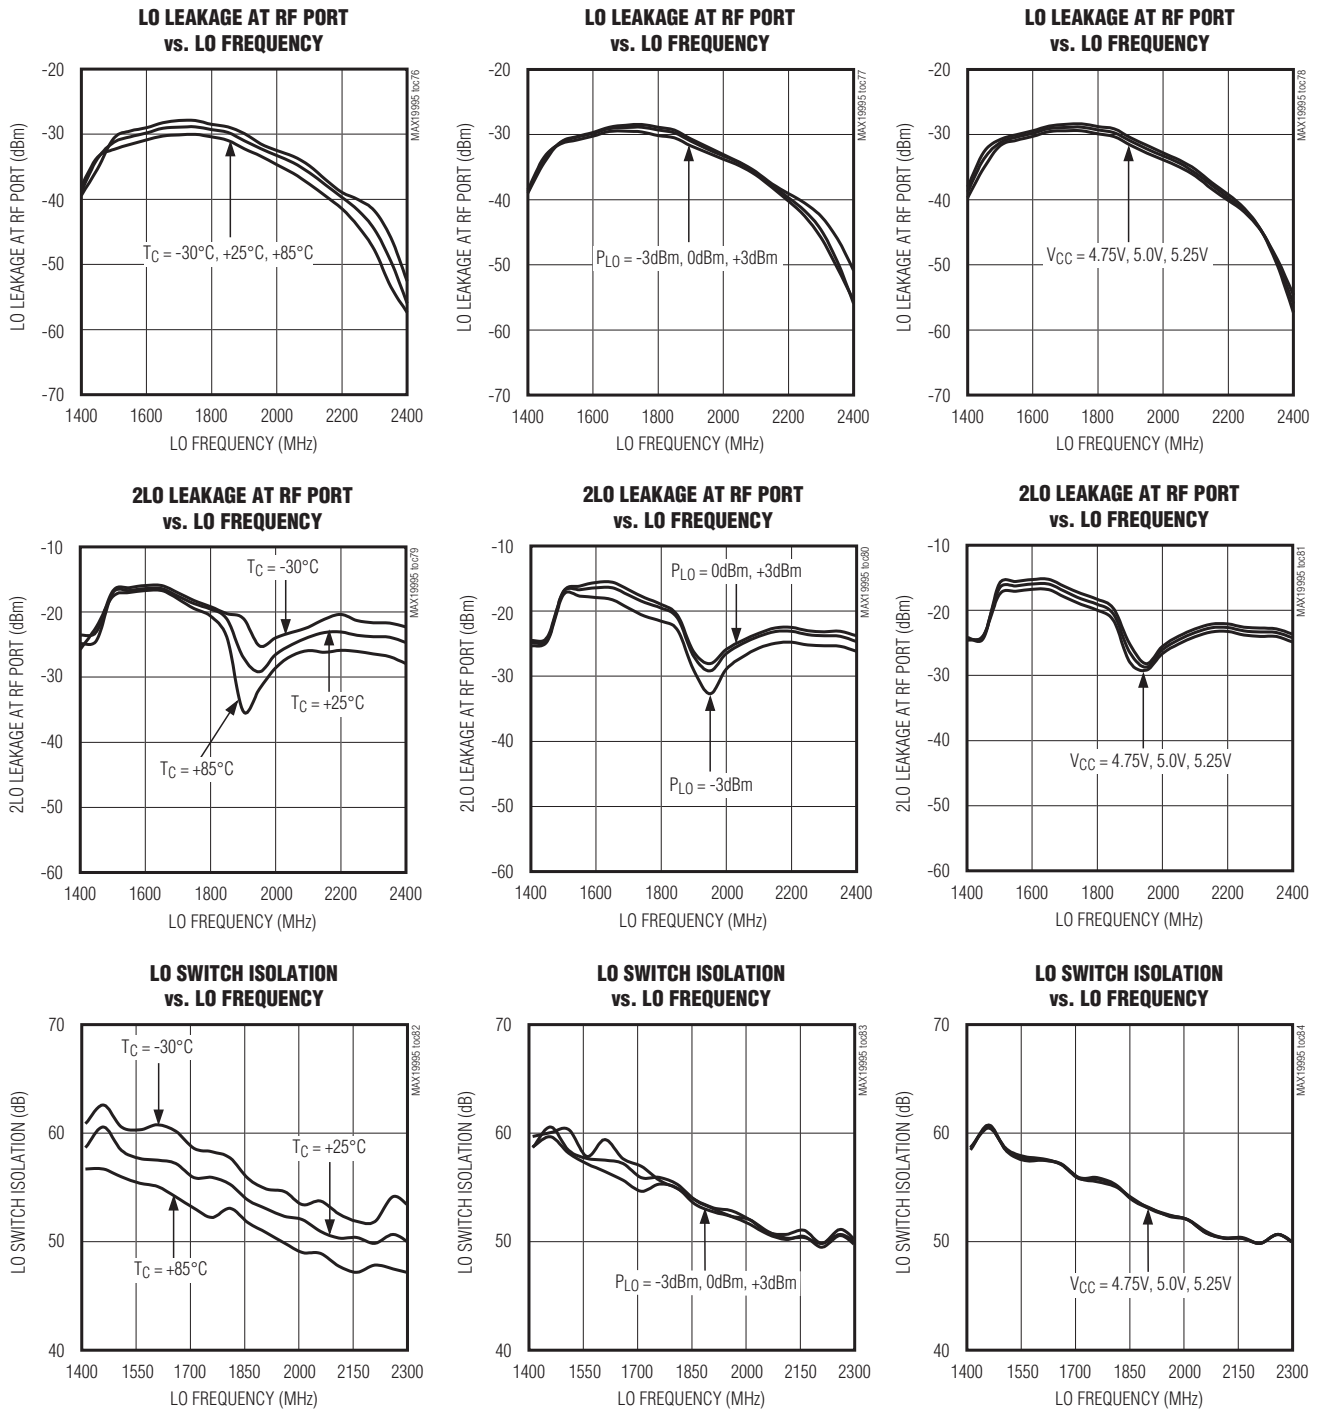 LO LEAKAGE AT RF PORT
vs. LO FREQUENCY
-20
-30
-40
-50
-60
-70
LO LEAKAGE AT RF PORT (dBm)
TC = -30°C, +25°C, +85°C
MAX19995 toc76
1400 1600 1800 2000 2200 2400
LO FREQUENCY (MHz)
LO LEAKAGE AT RF PORT
vs. LO FREQUENCY
-20
-30
-40
-50
-60
-70
LO LEAKAGE AT RF PORT (dBm)
PLO = -3dBm, 0dBm, +3dBm
MAX19995 toc77
1400 1600 1800 2000 2200 2400
LO FREQUENCY (MHz)
LO LEAKAGE AT RF PORT
vs. LO FREQUENCY
-20
-30
-40
-50
-60
-70
LO LEAKAGE AT RF PORT (dBm)
VCC = 4.75V, 5.0V, 5.25V
MAX19995 toc78
1400 1600 1800 2000 2200 2400
LO FREQUENCY (MHz)
2LO LEAKAGE AT RF PORT
vs. LO FREQUENCY
-10
-20
-30
-40
-50
-60
2LO LEAKAGE AT RF PORT (dBm)
TC = -30°C
TC = +25°C
TC = +85°C
MAX19995 toc79
1400 1600 1800 2000 2200 2400
LO FREQUENCY (MHz)
2LO LEAKAGE AT RF PORT
vs. LO FREQUENCY
-10
-20
-30
-40
-50
-60
2LO LEAKAGE AT RF PORT (dBm)
PLO = 0dBm, +3dBm
PLO = -3dBm
MAX19995 toc80
1400 1600 1800 2000 2200 2400
LO FREQUENCY (MHz)
2LO LEAKAGE AT RF PORT
vs. LO FREQUENCY
-10
-20
-30
-40
-50
-60
2LO LEAKAGE AT RF PORT (dBm)
VCC = 4.75V, 5.0V, 5.25V
MAX19995 toc81
1400 1600 1800 2000 2200 2400
LO FREQUENCY (MHz)
LO SWITCH ISOLATION
vs. LO FREQUENCY
70
60
50
40
LO SWITCH ISOLATION (dB)
TC = -30°C
TC = +25°C
TC = +85°C
MAX19995 toc82
1400 1550 1700 1850 2000 2150 2300
LO FREQUENCY (MHz)
LO SWITCH ISOLATION
vs. LO FREQUENCY
70
60
50
40
LO SWITCH ISOLATION (dB)
PLO = -3dBm, 0dBm, +3dBm
MAX19995 toc83
1400 1550 1700 1850 2000 2150 2300
LO FREQUENCY (MHz)
LO SWITCH ISOLATION
vs. LO FREQUENCY
70
60
50
40
LO SWITCH ISOLATION (dB)
VCC = 4.75V, 5.0V, 5.25V
MAX19995 toc84
1400 1550 1700 1850 2000 2150 2300
LO FREQUENCY (MHz)